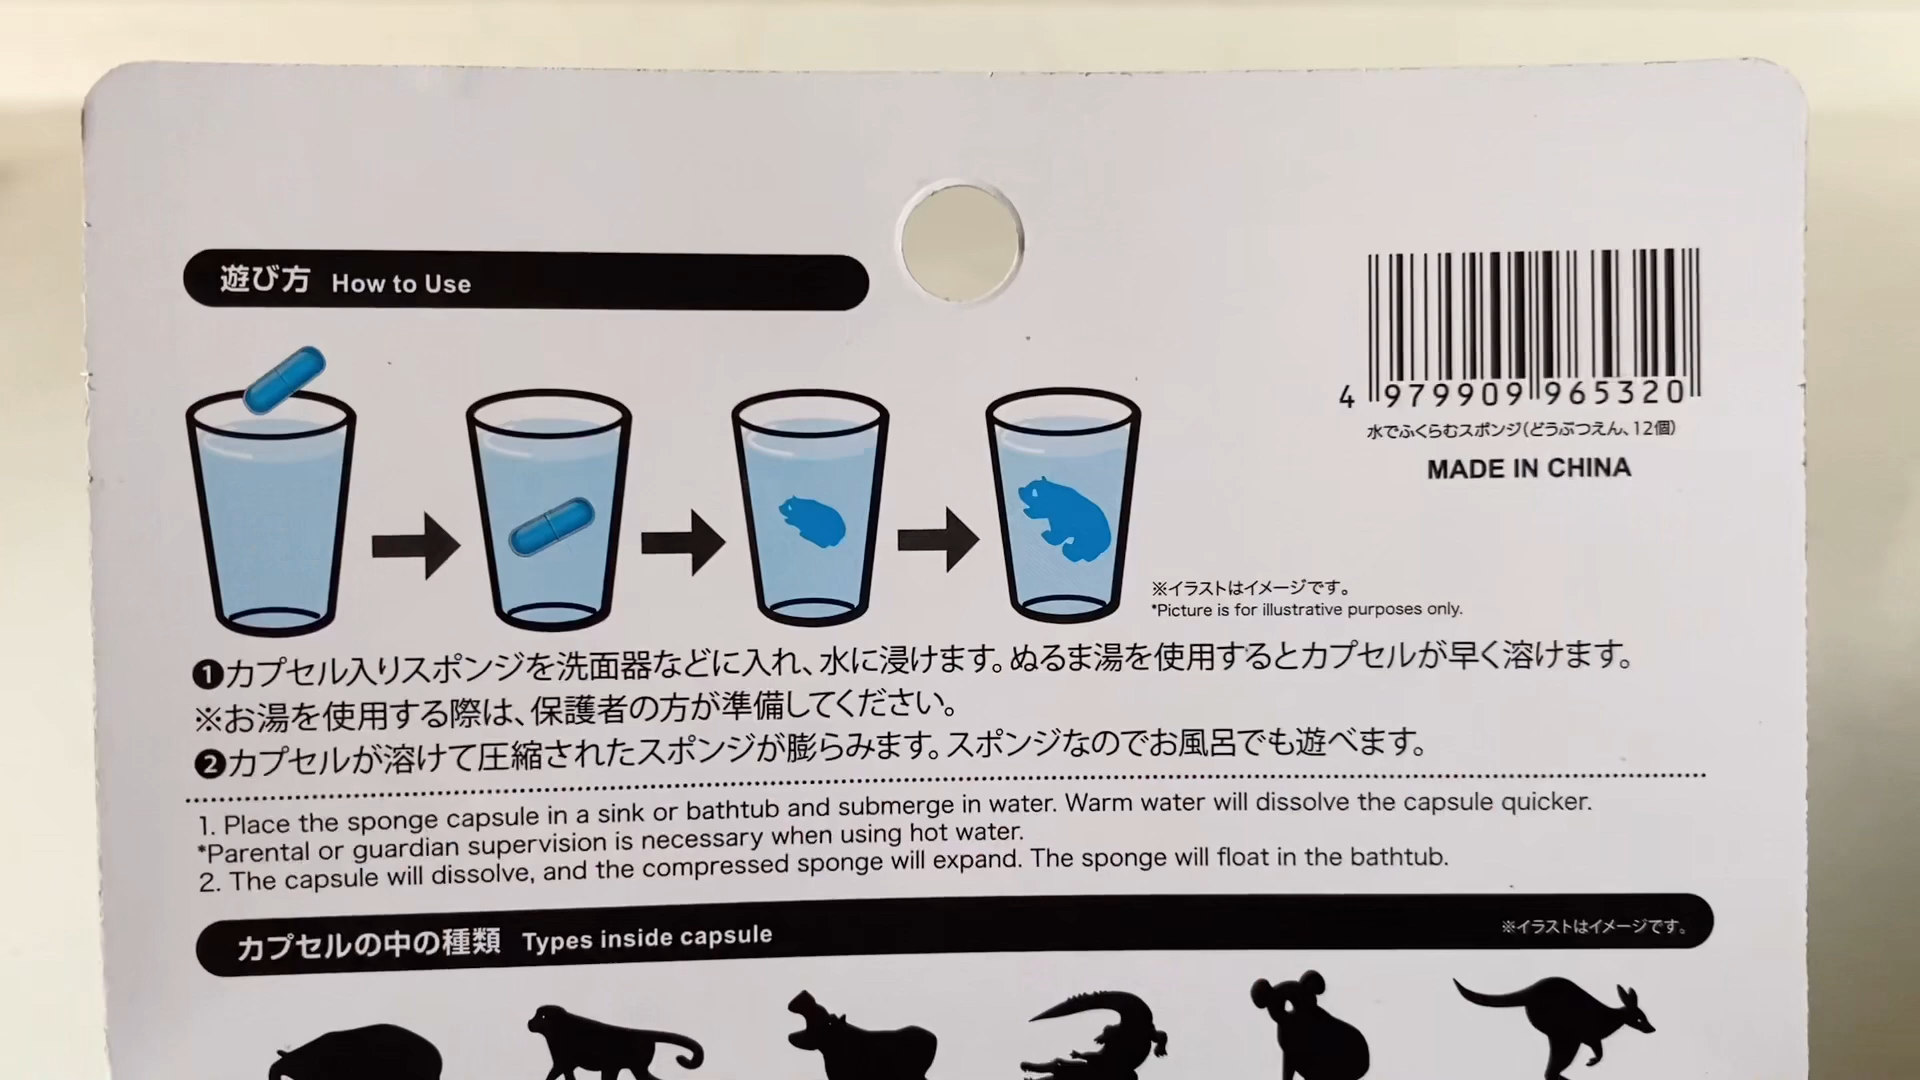 遊び方 How to Use
4 979909 965320
水でふくらむスポンジ(どうぶつえん、12個)
MADE IN CHINA
※イラストはイメージです。
*Picture is for illustrative purposes only.
❶カプセル入りスポンジを洗面器などに入れ、水に浸けます。ぬるま湯を使用するとカプセルが早く溶けます。
※お湯を使用する際は、保護者の方が準備してください。
❷カプセルが溶けて圧縮されたスポンジが膨らみます。スポンジなのでお風呂でも遊べます。
1. Place the sponge capsule in a sink or bathtub and submerge in water. Warm water will dissolve the capsule quicker.
*Parental or guardian supervision is necessary when using hot water.
2. The capsule will dissolve, and the compressed sponge will expand. The sponge will float in the bathtub.
カプセルの中の種類 Types inside capsule
※イラストはイメージです。